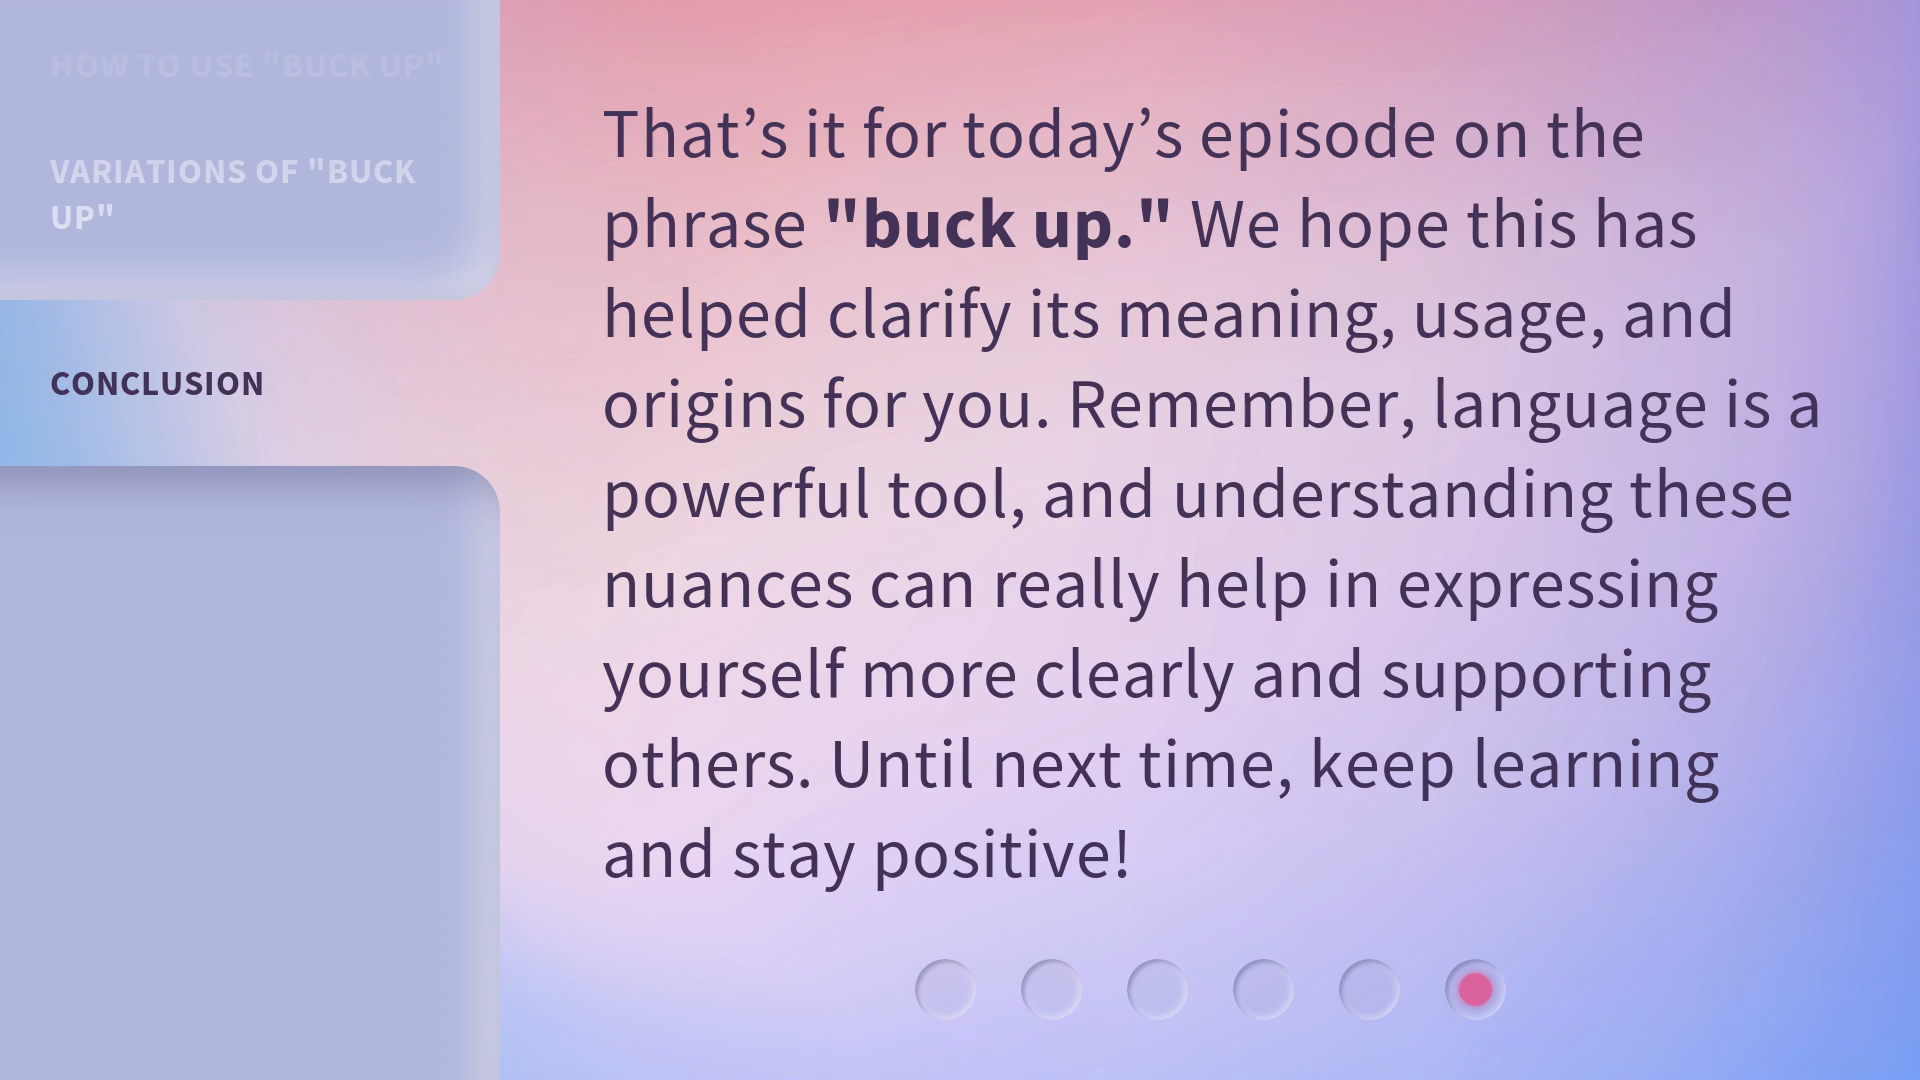 HOW TO USE "BUCK UP"
VARIATIONS OF "BUCK
UP"
CONCLUSION
That’s it for today’s episode on the
phrase "buck up." We hope this has
helped clarify its meaning, usage, and
origins for you. Remember, language is a
powerful tool, and understanding these
nuances can really help in expressing
yourself more clearly and supporting
others. Until next time, keep learning
and stay positive!